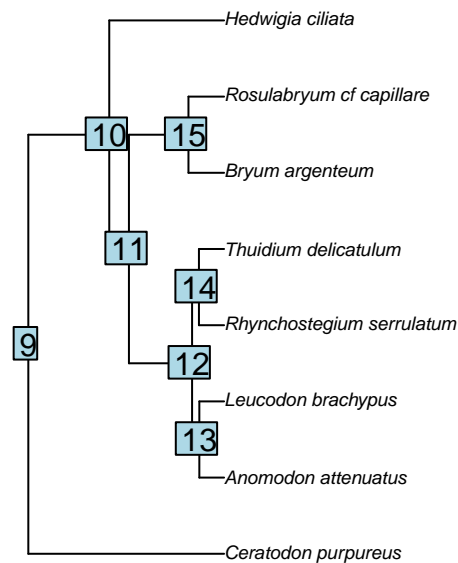 Hedwigia ciliata
Rosulabryum cf capillare
10
15
Bryum argenteum
11
Thuidium delicatulum
14
Rhynchostegium serrulatum
9
12
Leucodon brachypus
13
Anomodon attenuatus
Ceratodon purpureus